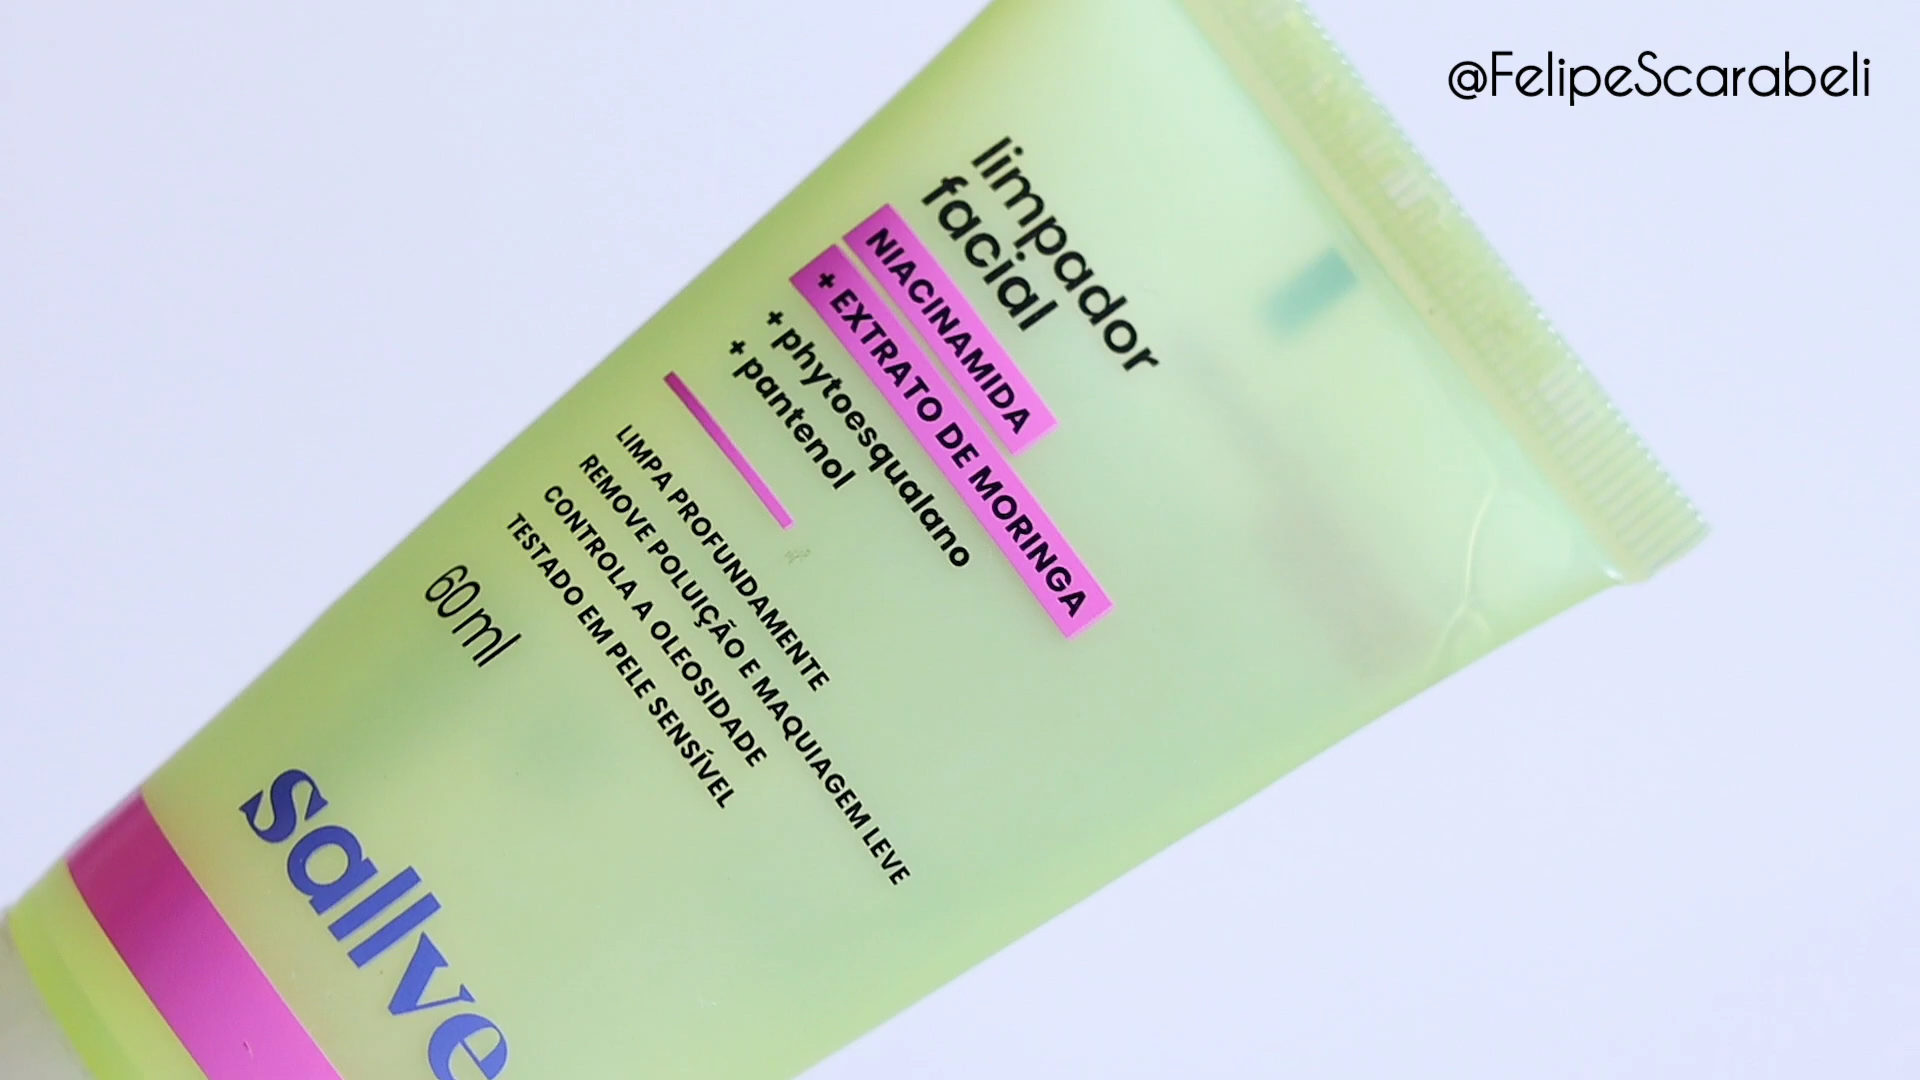 @FelipeScarabeli
limpador
facial
NIACINAMIDA
+ EXTRATO DE MORINGA
+ phytoesqualano
+ pantenol
LIMPA PROFUNDAMENTE
REMOVE POLUIÇÃO E MAQUIAGEM LEVE
CONTROLA A OLEOSIDADE
TESTADO EM PELE SENSÍVEL
60ml
sallve